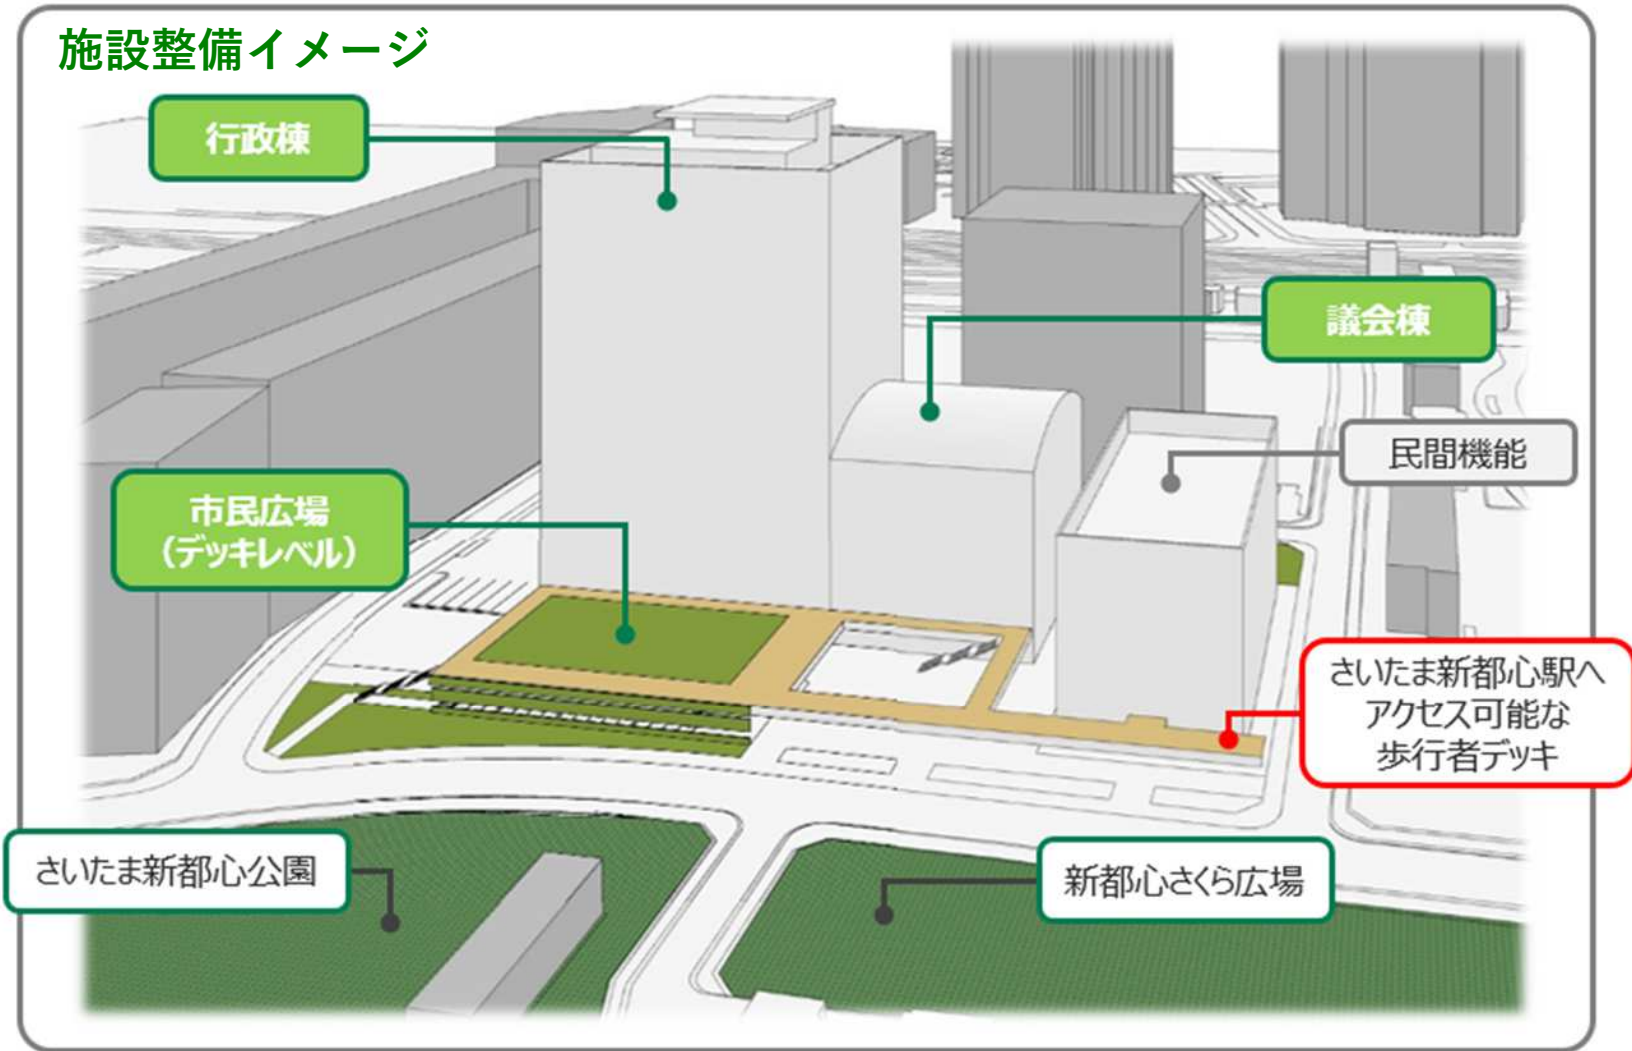 施設整備イメージ
行政棟
議会棟
民間機能
市民広場
（デッキレベル）
さいたま新都心駅へ
アクセス可能な
歩行者デッキ
さいたま新都心公園
新都心さくら広場